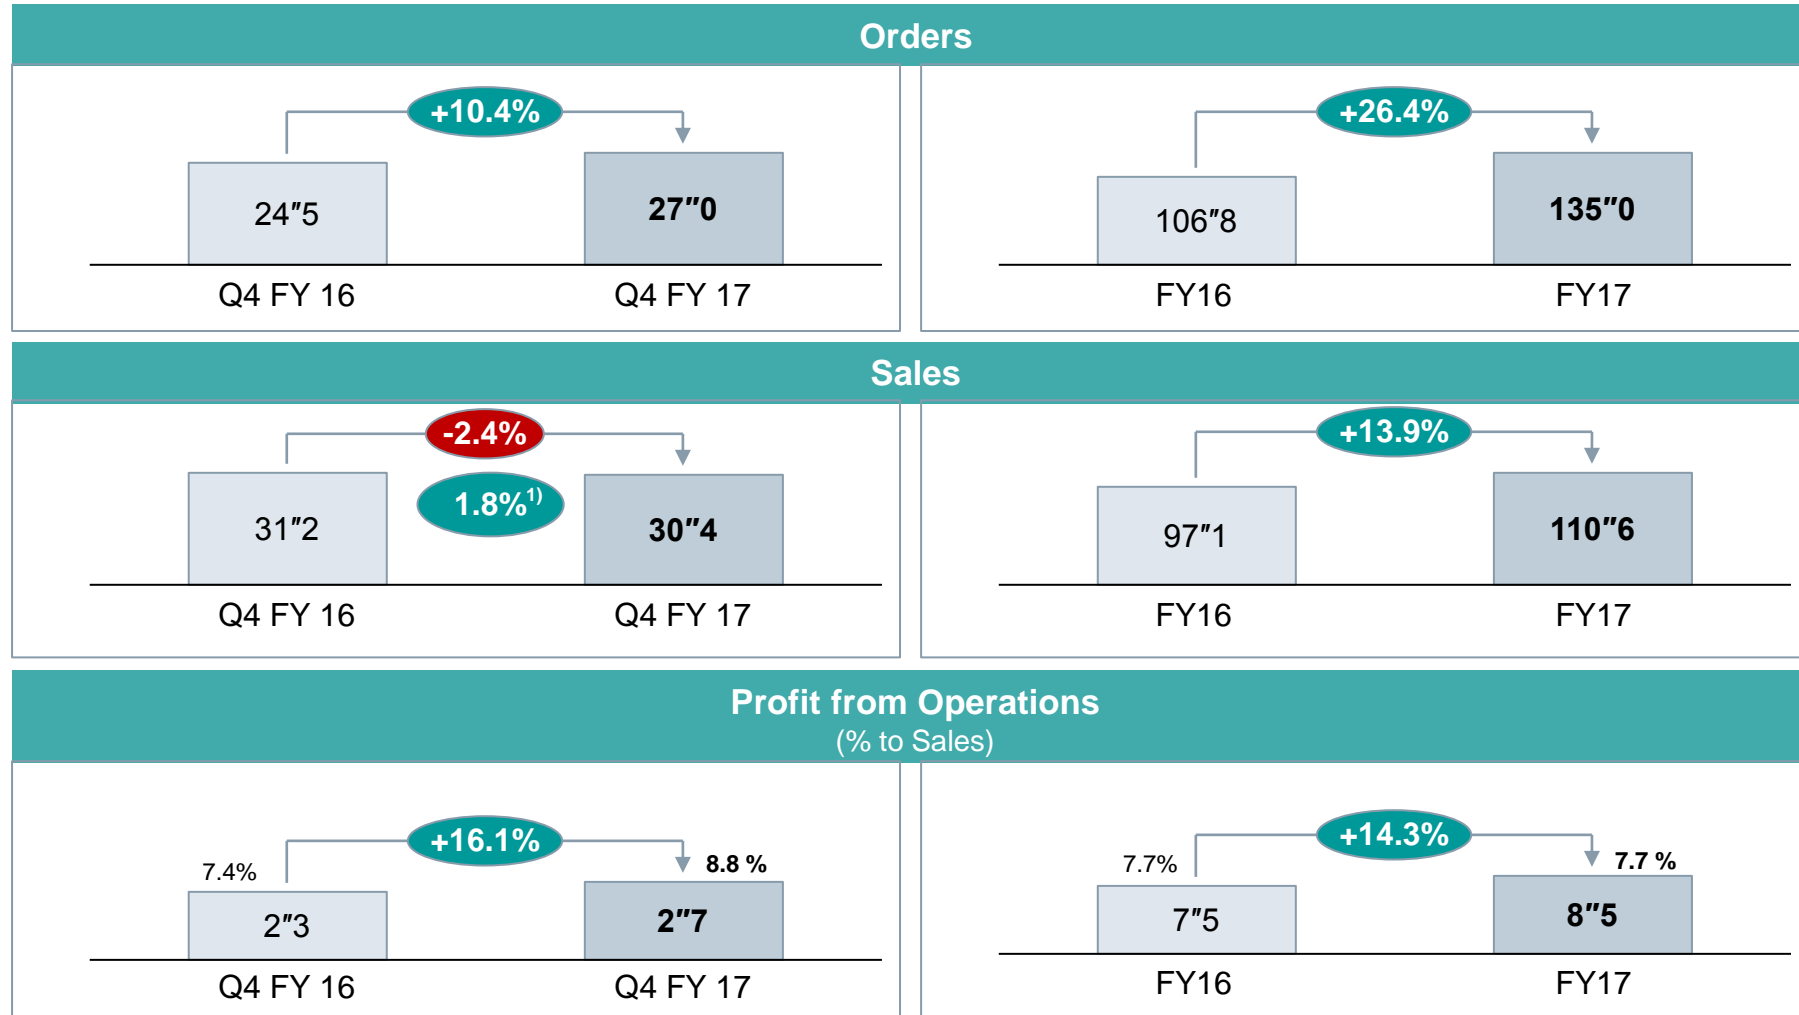 Orders
+10.4%
24″5
27″0
Q4 FY 16
Q4 FY 17
+26.4%
106″8
135″0
FY16
FY17
Sales
-2.4%
1.8%1)
31″2
30″4
Q4 FY 16
Q4 FY 17
+13.9%
97″1
110″6
FY16
FY17
Profit from Operations
(% to Sales)
+16.1%
7.4%
8.8 %
2″3
2″7
Q4 FY 16
Q4 FY 17
+14.3%
7.7%
7.7 %
7″5
8″5
FY16
FY17